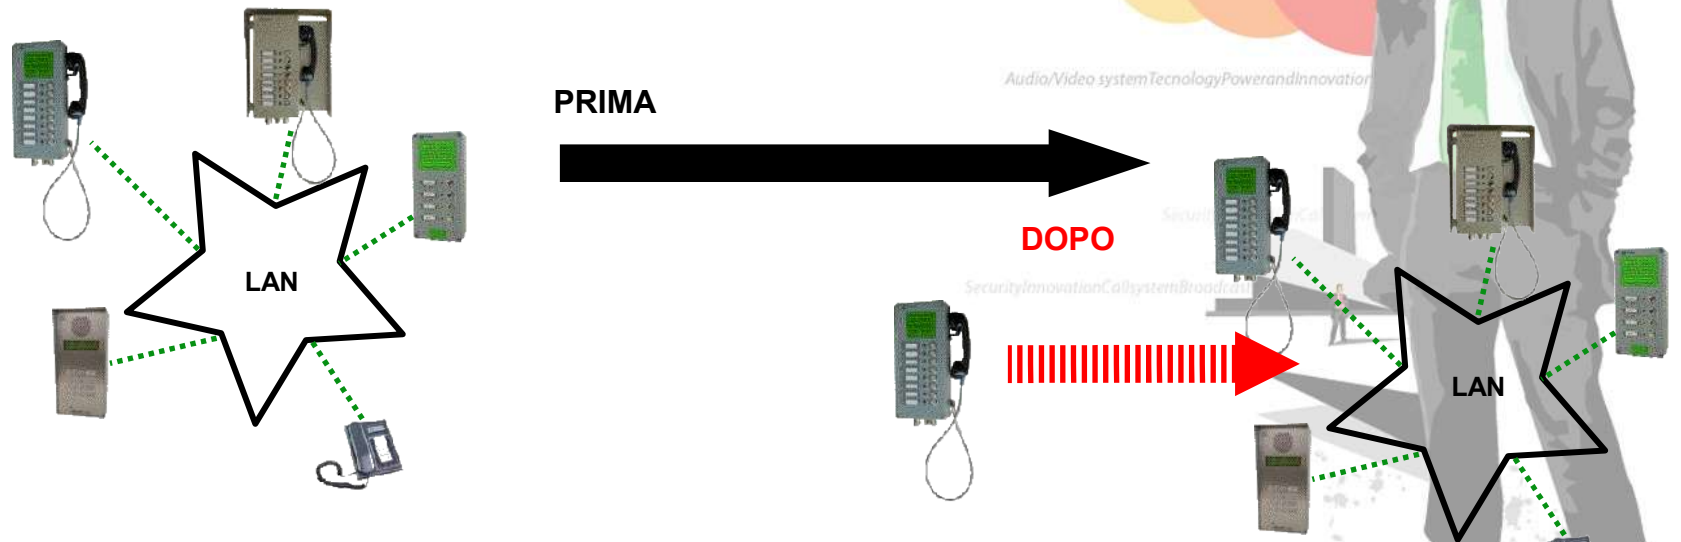 Audio/Video systemTecnologyPowerandInnovation
PRIMA
DOPO
LAN
SecurityInnovationCallsystemBroadcast
LAN